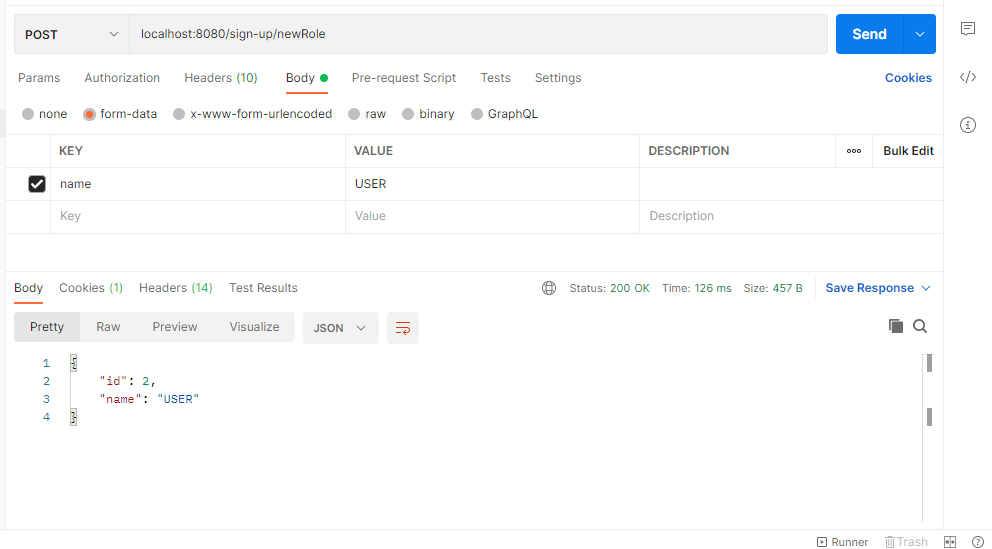 POST localhost:8080/sign-up/newRole Send
Params Authorization Headers (10) Body Pre-request Script Tests Settings Cookies
none form-data x-www-form-urlencoded raw binary GraphQL
KEY VALUE DESCRIPTION ooo Bulk Edit
name USER
Key Value Description
Body Cookies (1) Headers (14) Test Results Status: 200 OK Time: 126 ms Size: 457 B Save Response
Pretty Raw Preview Visualize JSON
1 {
2 "id": 2,
3 "name": "USER"
4 }
Runner Trash